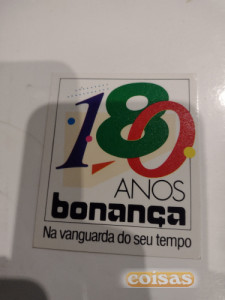 180
ANOS
bonança
Na vanguarda do seu tempo
coisas